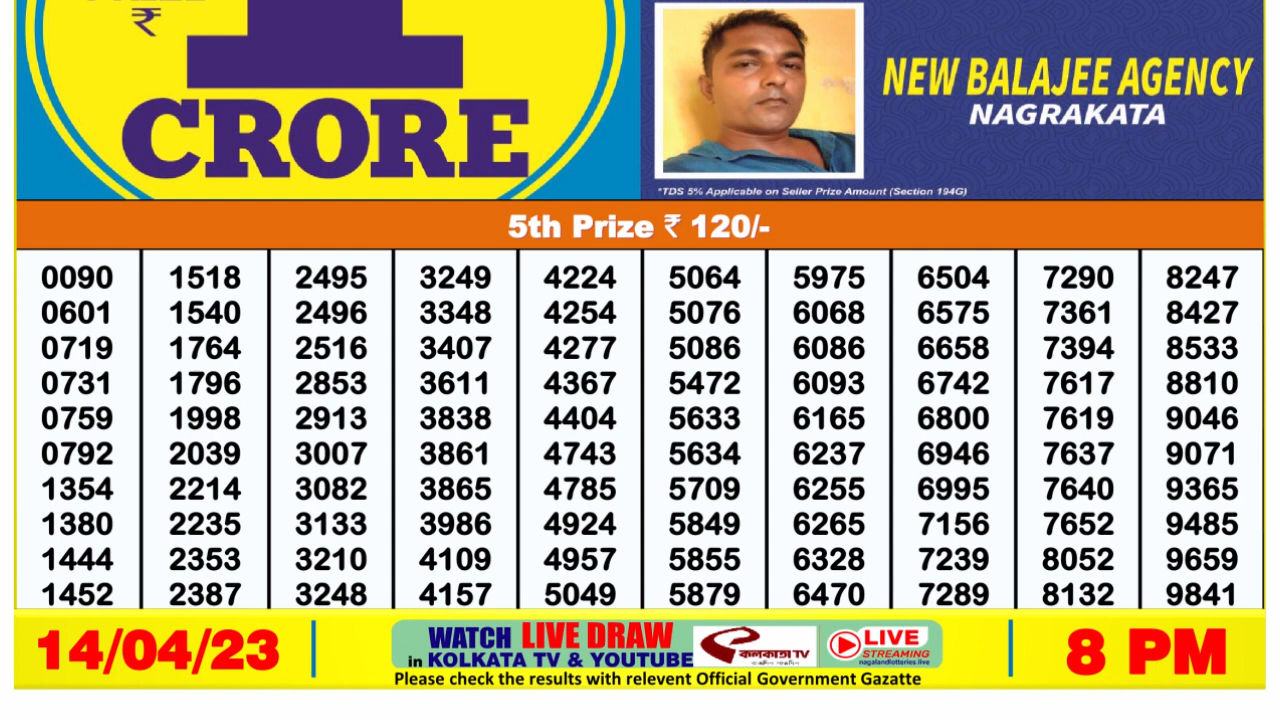 ₹
CRORE
NEW BALAJEE AGENCY
NAGRAKATA
*TDS 5% Applicable on Seller Prize Amount (Section 194G)
5th Prize ₹ 120/-
0090 1518 2495 3249 4224 5064 5975 6504 7290 8247
0601 1540 2496 3348 4254 5076 6068 6575 7361 8427
0719 1764 2516 3407 4277 5086 6086 6658 7394 8533
0731 1796 2853 3611 4367 5472 6093 6742 7617 8810
0759 1998 2913 3838 4404 5633 6165 6800 7619 9046
0792 2039 3007 3861 4743 5634 6237 6946 7637 9071
1354 2214 3082 3865 4785 5709 6255 6995 7640 9365
1380 2235 3133 3986 4924 5849 6265 7156 7652 9485
1444 2353 3210 4109 4957 5855 6328 7239 8052 9659
1452 2387 3248 4157 5049 5879 6470 7289 8132 9841
14/04/23
WATCH LIVE DRAW
in KOLKATA TV & YOUTUBE
কলকাতা TV
LIVE
STREAMING
nagalandlotteries.live
8 PM
Please check the results with relevent Official Government Gazatte